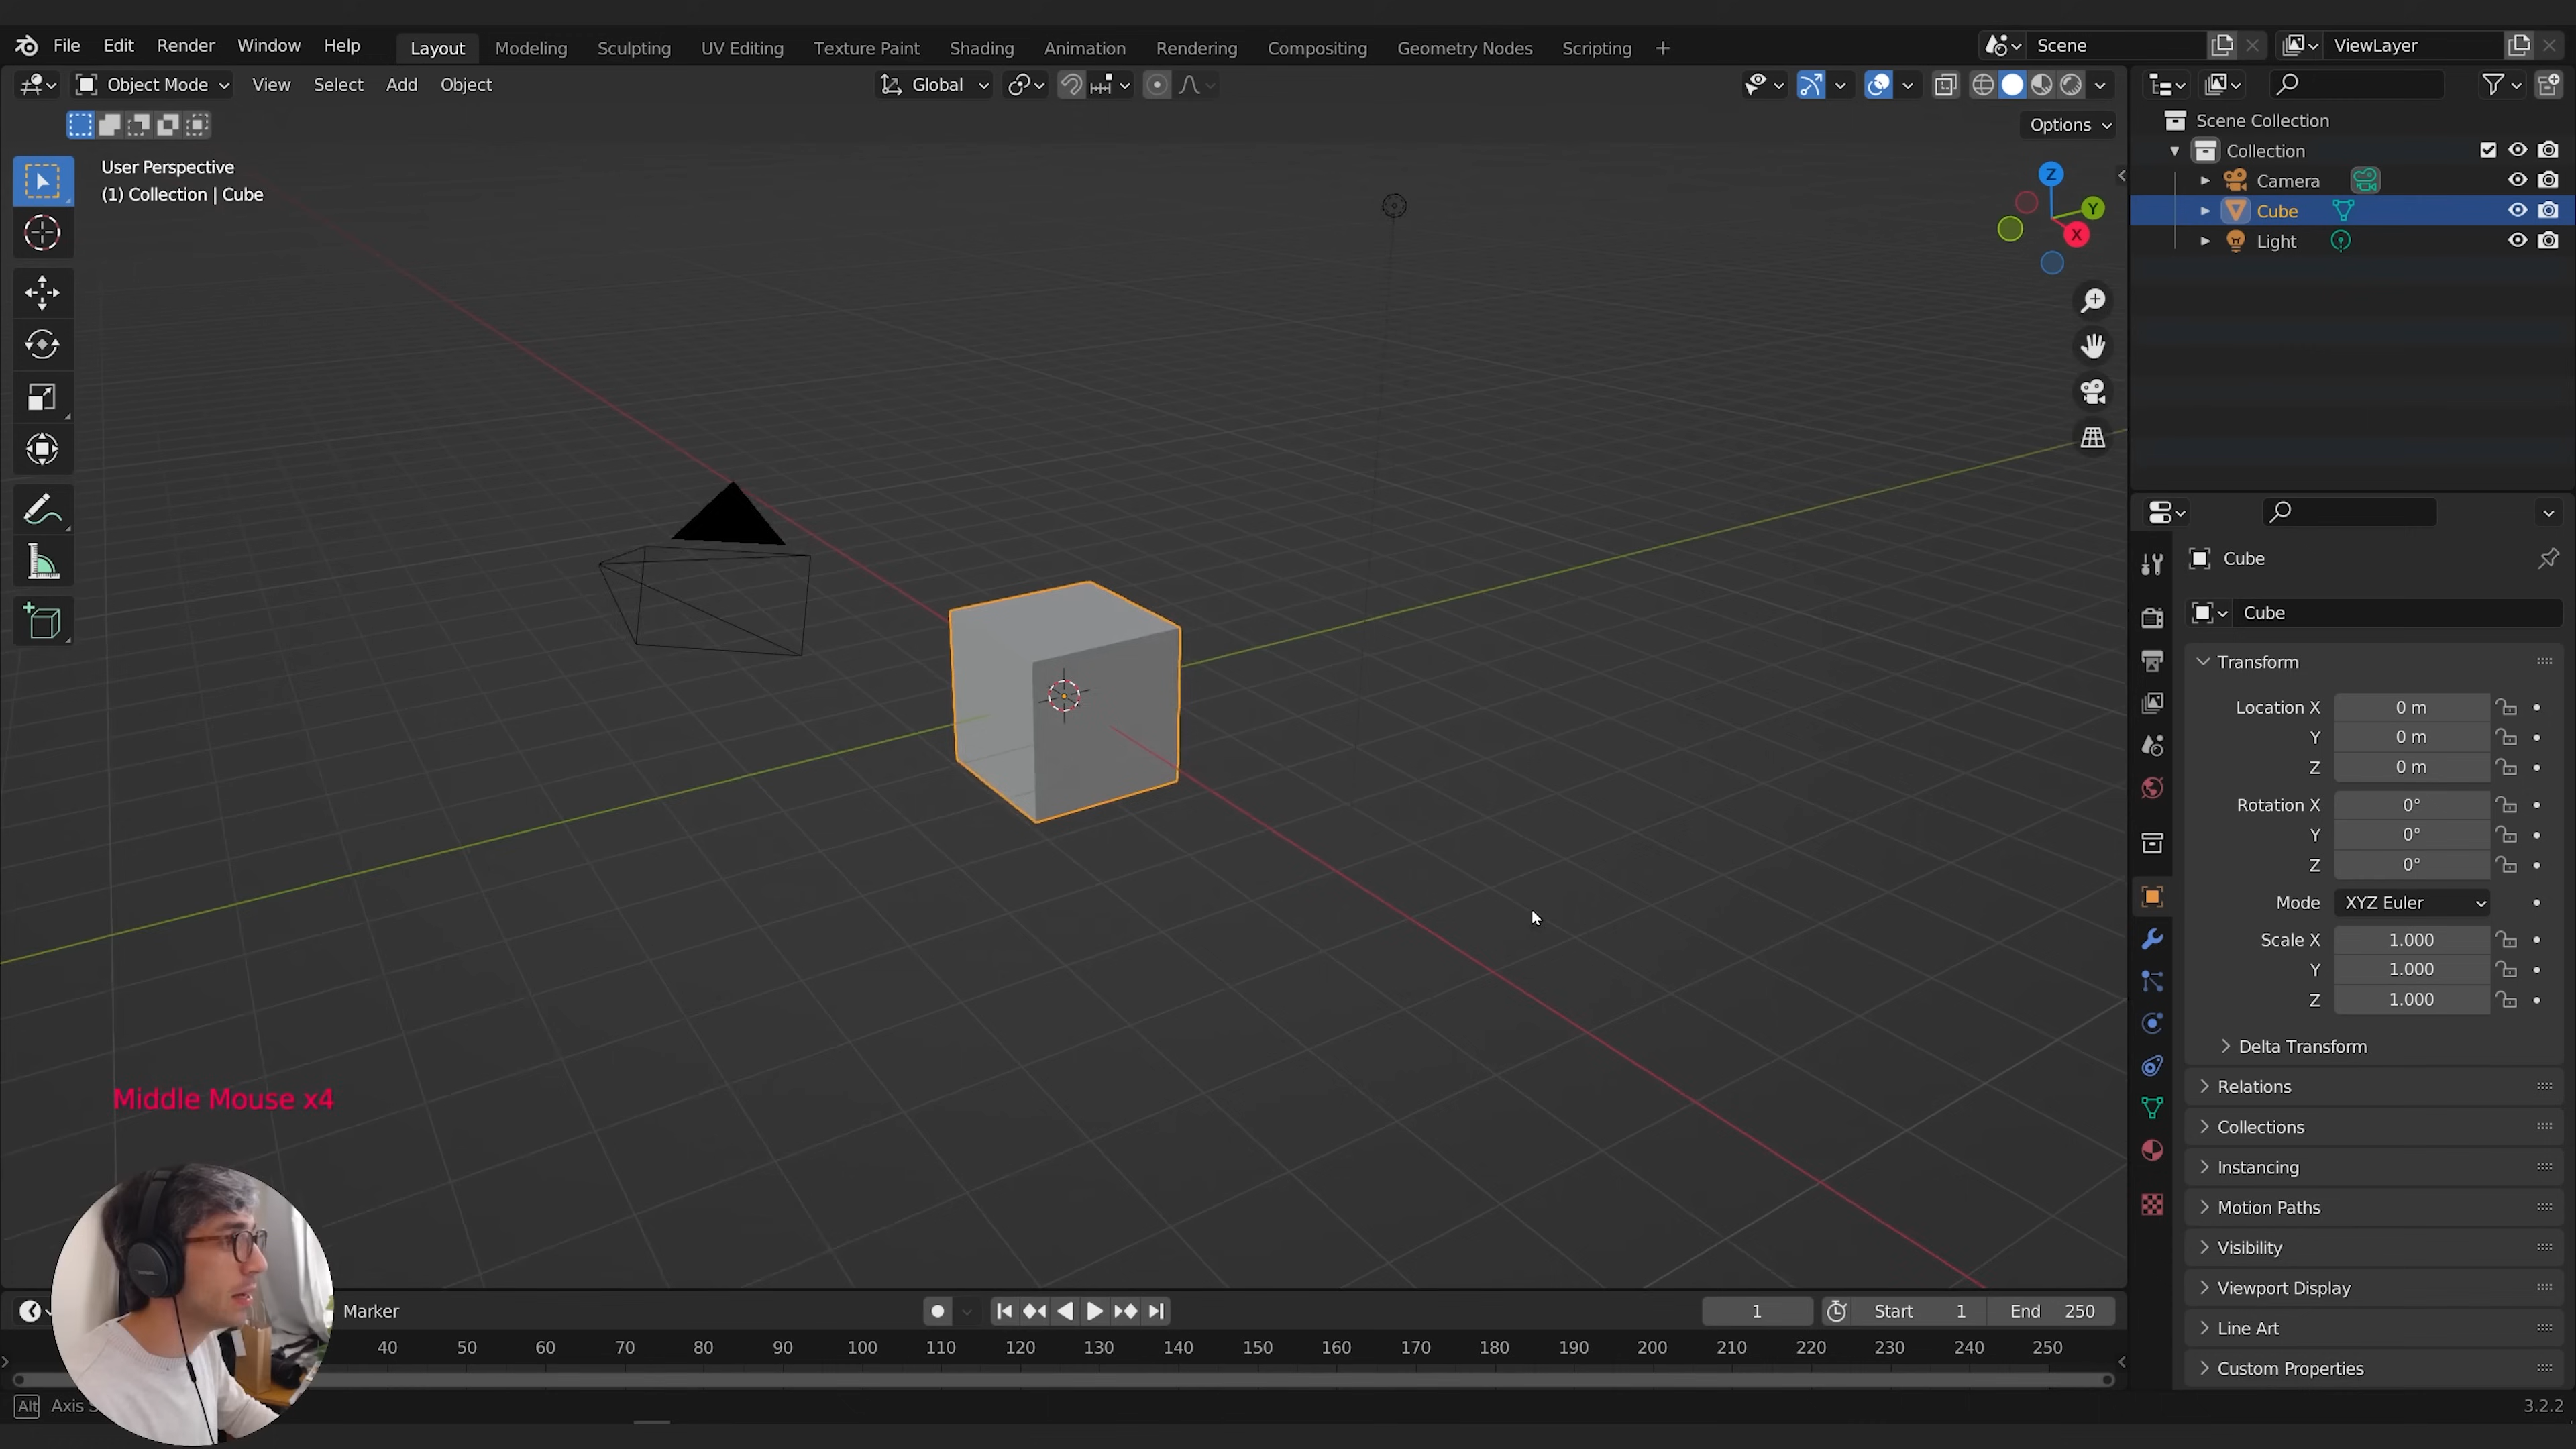 File Edit Render Window Help Layout Modeling Sculpting UV Editing Texture Paint Shading Animation Rendering Compositing Geometry Nodes Scripting + Scene ViewLayer
Object Mode View Select Add Object Global
Options
User Perspective
(1) Collection | Cube
Z
Y
X
Scene Collection
Collection
Camera
Cube
Light
Cube
Cube
Transform
Location X 0 m
Y 0 m
Z 0 m
Rotation X 0°
Y 0°
Z 0°
Mode XYZ Euler
Scale X 1.000
Y 1.000
Z 1.000
Delta Transform
Relations
Collections
Instancing
Motion Paths
Visibility
Viewport Display
Line Art
Custom Properties
Middle Mouse x4
Marker 1 Start 1 End 250
40 50 60 70 80 90 100 110 120 130 140 150 160 170 180 190 200 210 220 230 240 250
Alt Axis 3.2.2